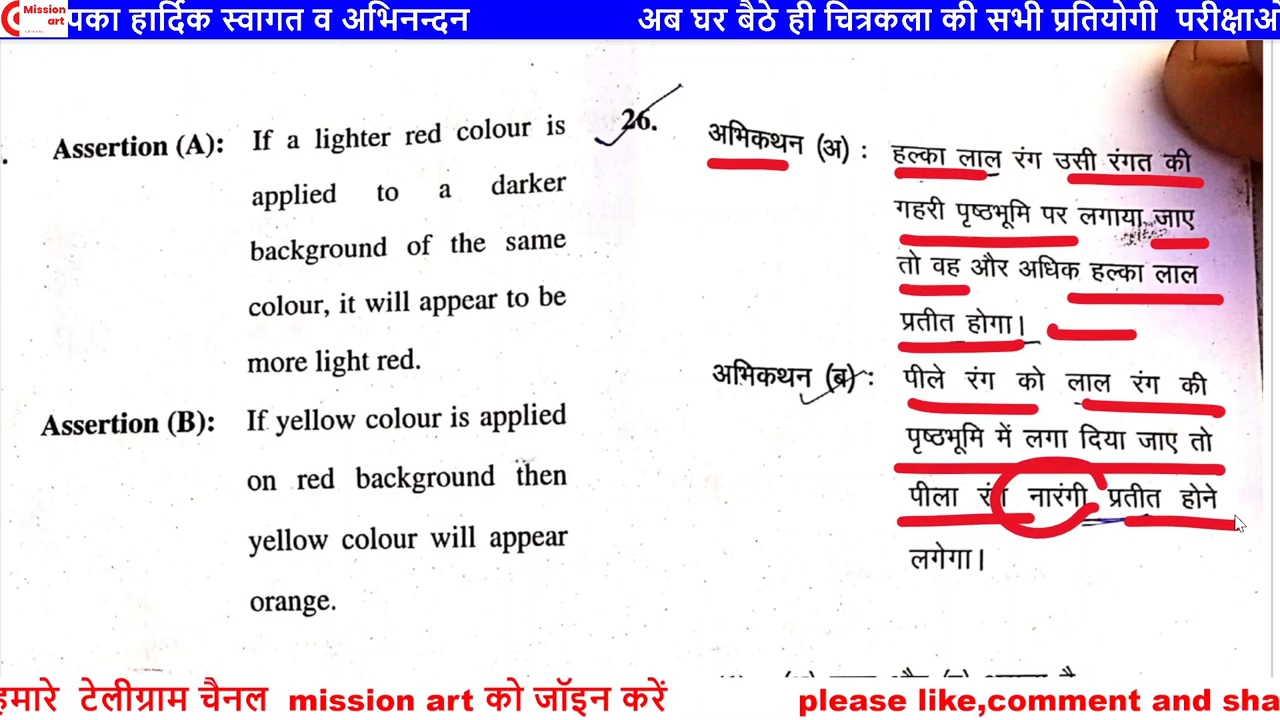 Mission
art
पका हार्दिक स्वागत व अभिनन्दन
अब घर बैठे ही चित्रकला की सभी प्रतियोगी परीक्षाओ
Assertion (A): If a lighter red colour is
applied to a darker
background of the same
colour, it will appear to be
more light red.
Assertion (B): If yellow colour is applied
on red background then
yellow colour will appear
orange.
26.
अभिकथन (अ) : हल्का लाल रंग उसी रंगत की
गहरी पृष्ठभूमि पर लगाया जाए
तो वह और अधिक हल्का लाल
प्रतीत होगा।
अभिकथन (ब) : पीले रंग को लाल रंग की
पृष्ठभूमि में लगा दिया जाए तो
पीला रंग नारंगी प्रतीत होने
लगेगा।
हमारे टेलीग्राम चैनल mission art को जॉइन करें
please like,comment and sha